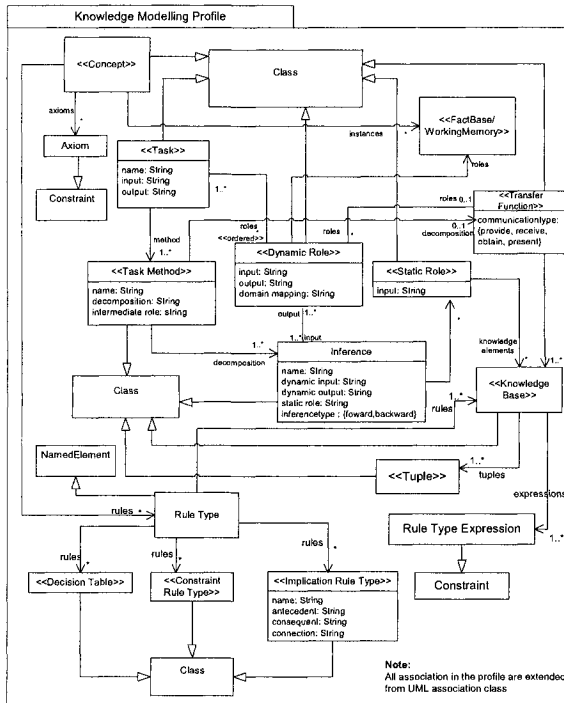 Knowledge Modelling Profile
<<Concept>>
Class
axioms
*
Axiom
Constraint
<<FactBase/
WorkingMemory>>
instances
*
roles
<<Task>>
name: String
input: String
output: String
1..*
<<Transfer
Function>>
communicationtype:
{provide, receive,
obtain, present}
roles 0..1
0..1
decomposition
method
1..*
roles
*
<<ordered>>
roles
*
<<Task Method>>
name: String
decomposition: String
intermediate role: string
<<Dynamic Role>>
input: String
output: String
domain mapping: String
<<Static Role>>
input: String
output
1..*
1..*
input
1..*
decomposition
*
Inference
name: String
dynamic input: String
dynamic output: String
static role: String
inferencetype : {foward,backward}
knowledge
elements
*
1..*
<<Knowledge
Base>>
Class
rules
1..*
NamedElement
<<Tuple>>
1..*
tuples
expressions
1..*
Rule Type
rules
*
Rule Type Expression
Constraint
rules
*
rules
*
rules
*
<<Decision Table>>
<<Constraint
Rule Type>>
<<Implication Rule Type>>
name: String
antecedent: String
consequent: String
connection: String
Class
Note:
All association in the profile are extended
from UML association class